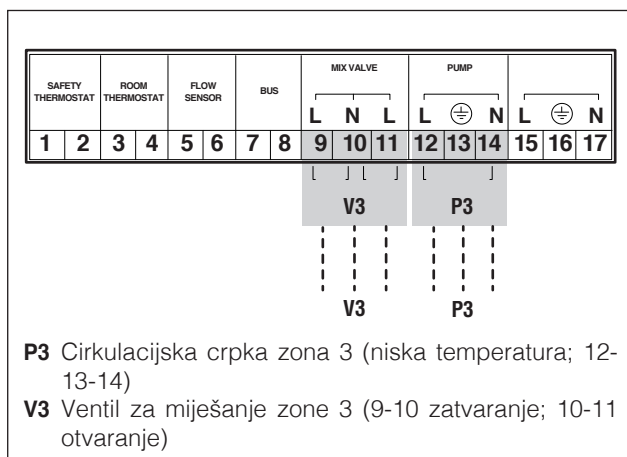 SAFETY THERMOSTAT
ROOM THERMOSTAT
FLOW SENSOR
BUS
MIX VALVE
PUMP
L N L L N L N
1 2 3 4 5 6 7 8 9 10 11 12 13 14 15 16 17
V3 P3
V3 P3
P3 Cirkulacijska crpka zona 3 (niska temperatura; 12-
13-14)
V3 Ventil za miješanje zone 3 (9-10 zatvaranje; 10-11
otvaranje)